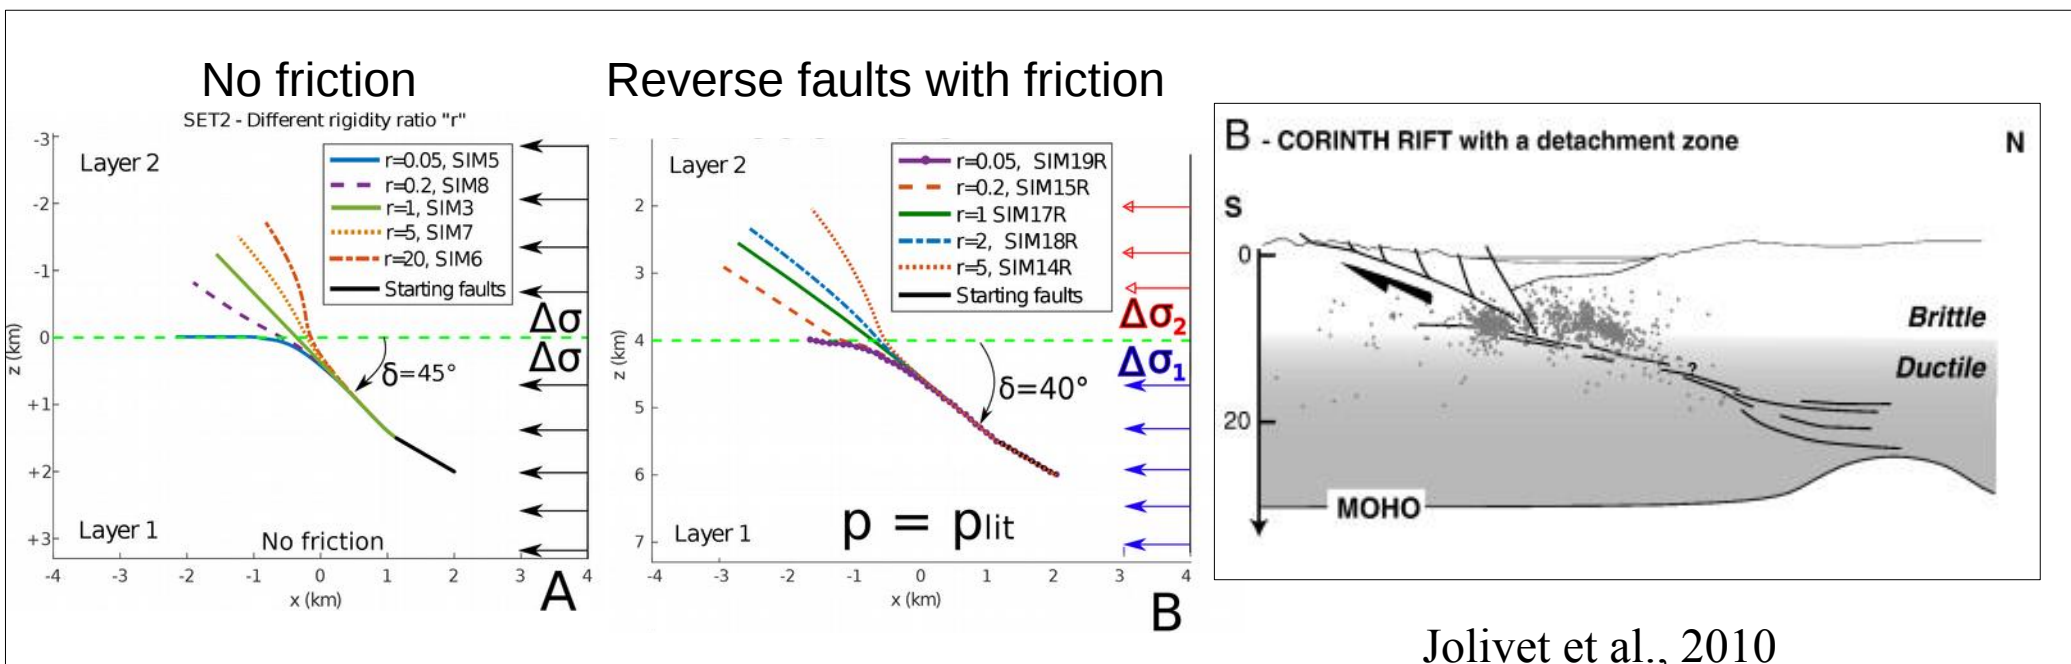 No friction
SET2 - Different rigidity ratio "r"
Layer 2
r=0.05, SIM5
r=0.2, SIM8
r=1, SIM3
r=5, SIM7
r=20, SIM6
Starting faults
Δσ
Δσ
δ=45°
Layer 1
No friction
-3
-2
-1
0
+1
+2
+3
z (km)
-4 -3 -2 -1 0 1 2 3 4
x (km)
A
Reverse faults with friction
Layer 2
r=0.05, SIM19R
r=0.2, SIM15R
r=1 SIM17R
r=2, SIM18R
r=5, SIM14R
Starting faults
Δσ2
Δσ1
δ=40°
Layer 1
p = plit
2
3
4
5
6
7
z (km)
-4 -3 -2 -1 0 1 2 3 4
x (km)
B
B - CORINTH RIFT with a detachment zone
N
S
0
Brittle
Ductile
?
20
MOHO
Jolivet et al., 2010